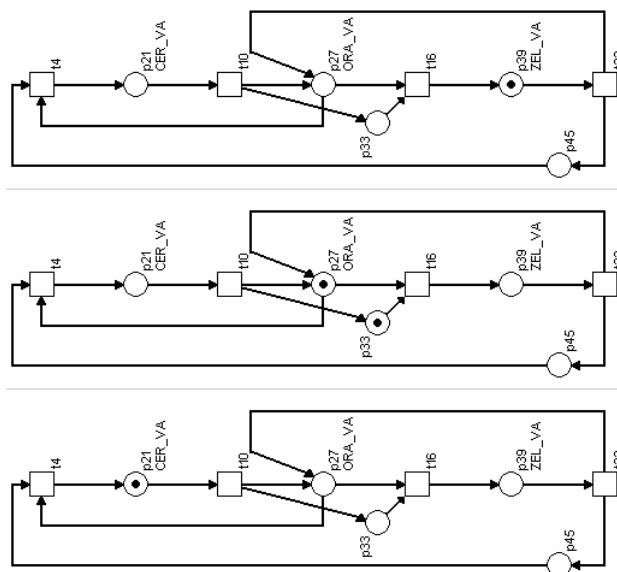 t4
p21
CER_VA
t10
p27
ORA_VA
p33
t16
p39
ZEL_VA
p45
t4
p21
CER_VA
t10
p27
ORA_VA
p33
t16
p39
ZEL_VA
p45
t4
p21
CER_VA
t10
p27
ORA_VA
p33
t16
p39
ZEL_VA
p45